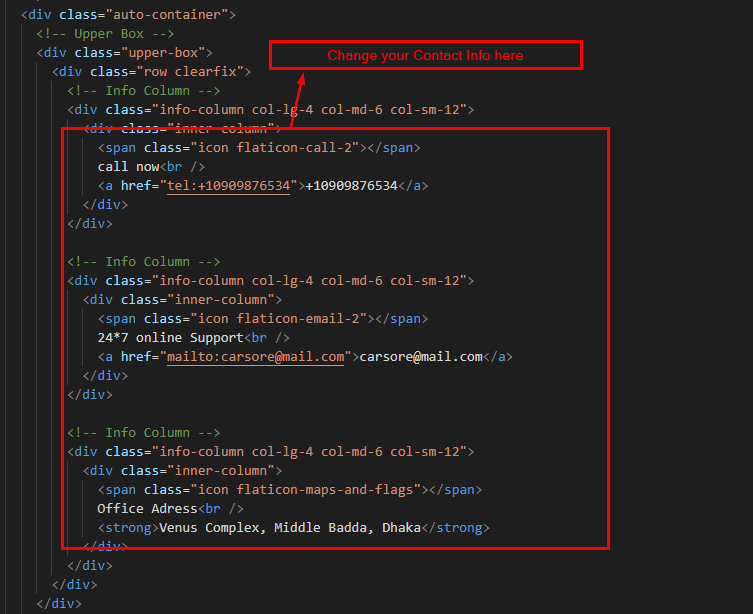 <div class="auto-container">
<!-- Upper Box -->
<div class="upper-box">
Change your Contact Info here
<div class="row clearfix">
<!-- Info Column -->
<div class="info-column col-lg-4 col-md-6 col-sm-12">
<div class="inner-column">
<span class="icon flaticon-call-2"></span>
call now<br />
<a href="tel:+10909876534">+10909876534</a>
</div>
</div>
<!-- Info Column -->
<div class="info-column col-lg-4 col-md-6 col-sm-12">
<div class="inner-column">
<span class="icon flaticon-email-2"></span>
24*7 online Support<br />
<a href="mailto:carsore@mail.com">carsore@mail.com</a>
</div>
</div>
<!-- Info Column -->
<div class="info-column col-lg-4 col-md-6 col-sm-12">
<div class="inner-column">
<span class="icon flaticon-maps-and-flags"></span>
Office Adress<br />
<strong>Venus Complex, Middle Badda, Dhaka</strong>
</div>
</div>
</div>
</div>